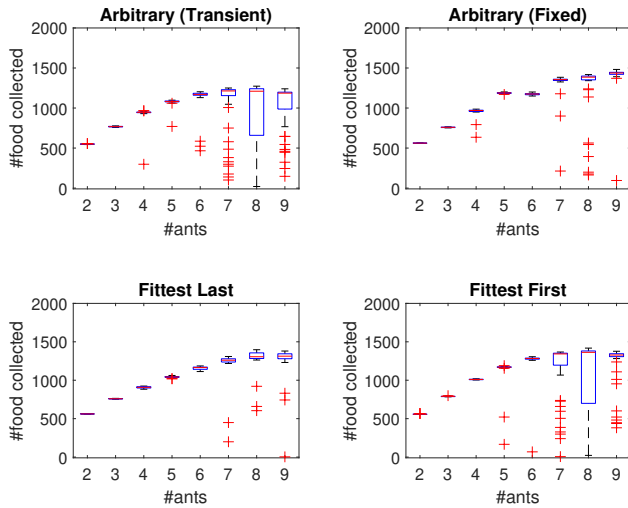 Arbitrary (Transient)
2000
1500
1000
500
0
#food collected
2 3 4 5 6 7 8 9
#ants
Arbitrary (Fixed)
2000
1500
1000
500
0
#food collected
2 3 4 5 6 7 8 9
#ants
Fittest Last
2000
1500
1000
500
0
#food collected
2 3 4 5 6 7 8 9
#ants
Fittest First
2000
1500
1000
500
0
#food collected
2 3 4 5 6 7 8 9
#ants